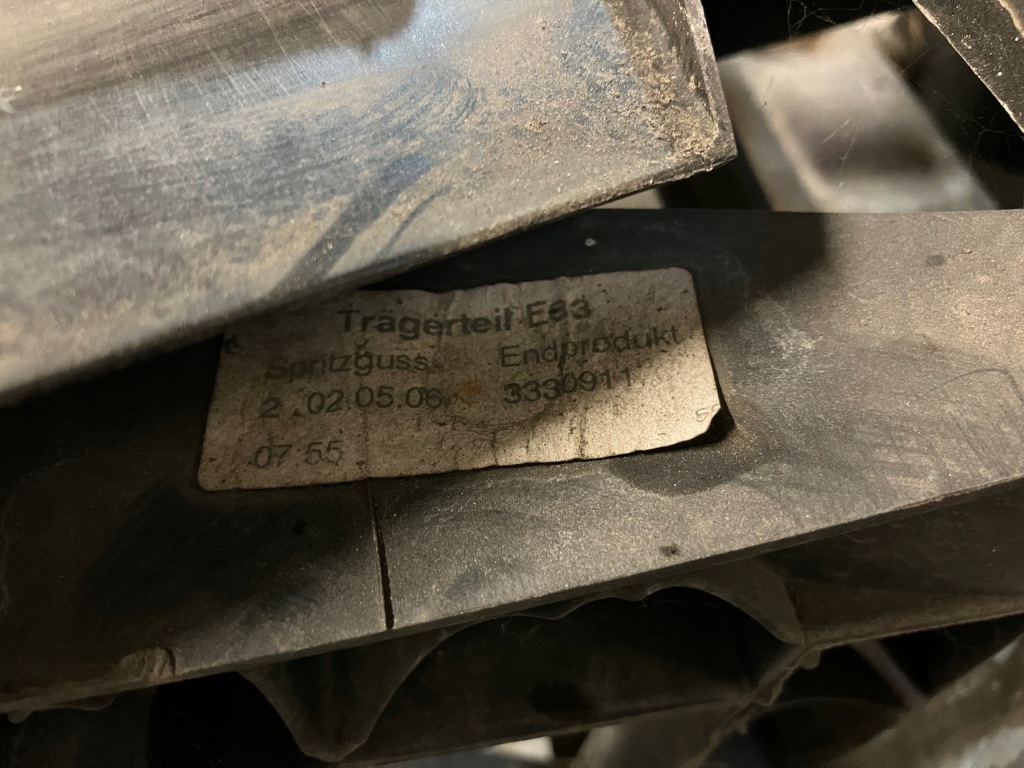 Trägerteil E83
Spritzguss Endprodukt
2 .02.05.06 3330911
07 55